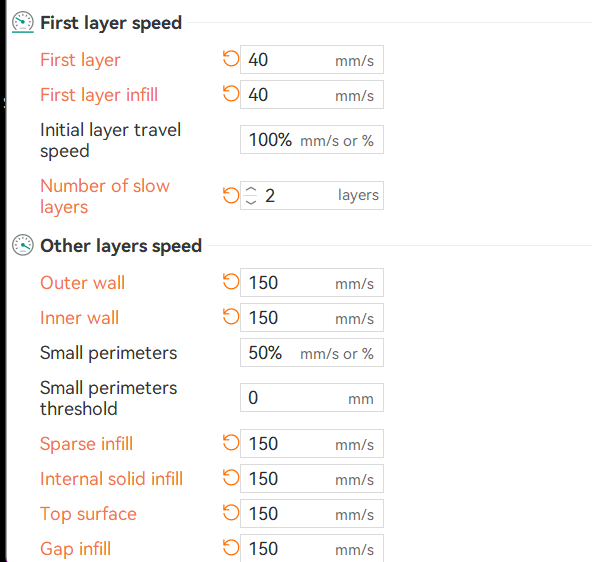 First layer speed
First layer 40 mm/s
First layer infill 40 mm/s
Initial layer travel
speed 100% mm/s or %
Number of slow
layers 2 layers
Other layers speed
Outer wall 150 mm/s
Inner wall 150 mm/s
Small perimeters 50% mm/s or %
Small perimeters
threshold 0 mm
Sparse infill 150 mm/s
Internal solid infill 150 mm/s
Top surface 150 mm/s
Gap infill 150 mm/s